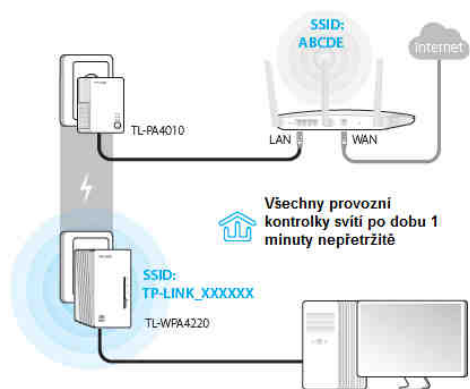 SSID:
ABCDE
Internet
TL-PA4010
LAN
WAN
Všechny provozní
kontrolky svítí po dobu 1
minuty nepřetržitě
SSID:
TP-LINK_XXXXXX
TL-WPA4220